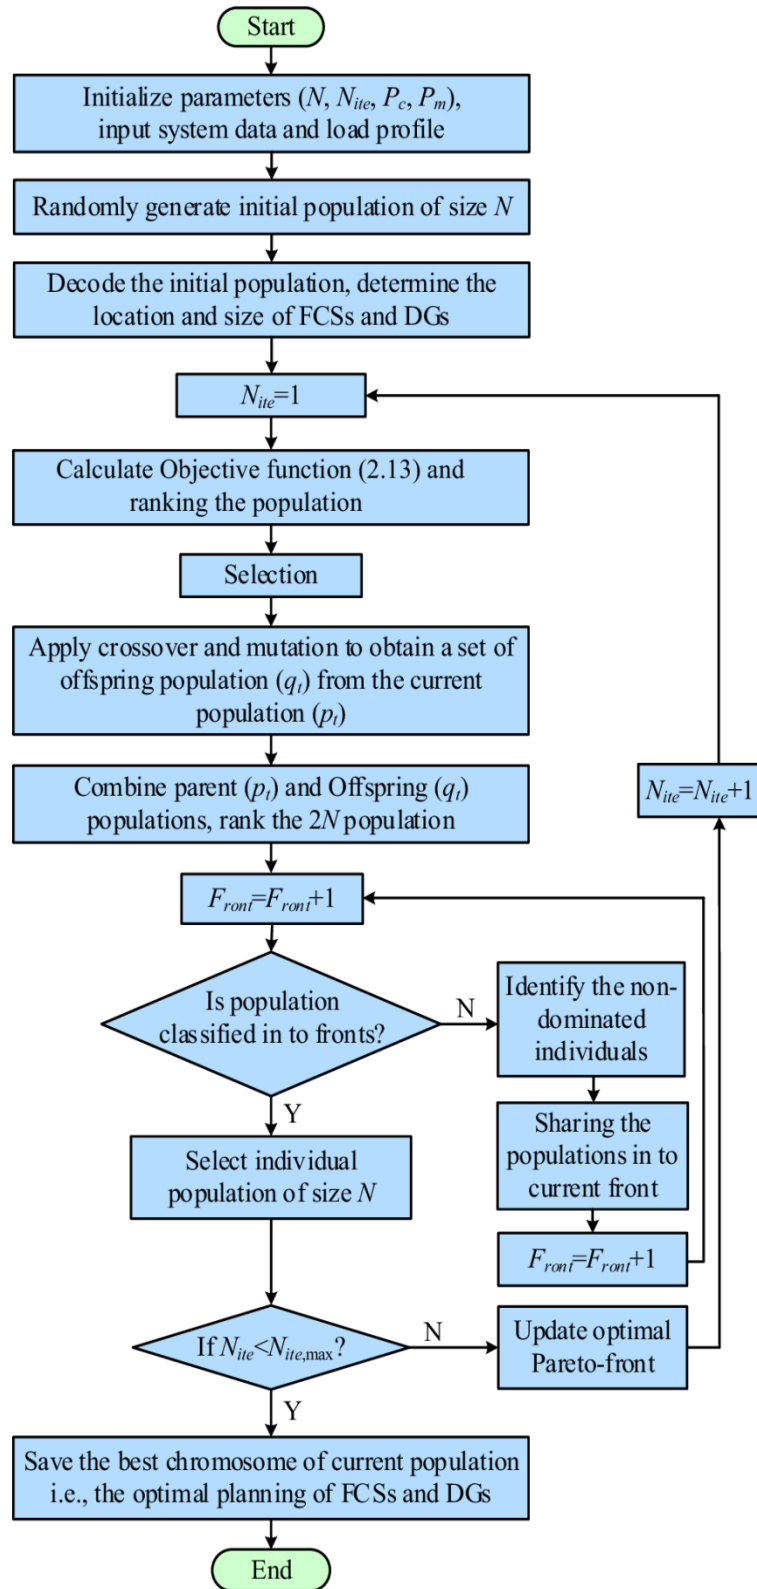 Start
Initialize parameters (N, Nite, Pc, Pm),
input system data and load profile
Randomly generate initial population of size N
Decode the initial population, determine the
location and size of FCSs and DGs
Nite=1
Calculate Objective function (2.13) and
ranking the population
Selection
Apply crossover and mutation to obtain a set of
offspring population (qt) from the current
population (pt)
Combine parent (pt) and Offspring (qt)
populations, rank the 2N population
Nite=Nite+1
Front=Front+1
Is population
classified in to fronts?
N
Identify the non-
dominated
individuals
Y
Sharing the
populations in to
current front
Select individual
population of size N
Front=Front+1
If Nite<Nite,max?
N
Update optimal
Pareto-front
Y
Save the best chromosome of current population
i.e., the optimal planning of FCSs and DGs
End